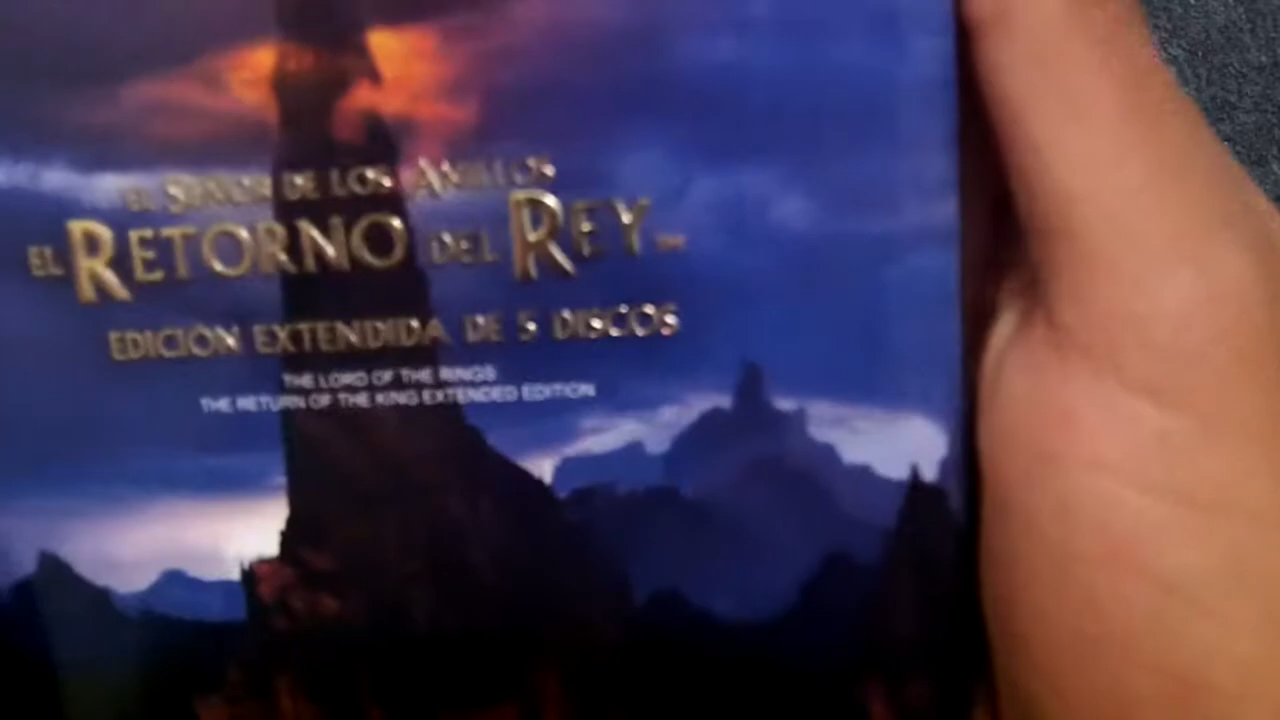 EL SEÑOR DE LOS ANILLOS
EL RETORNO DEL REY
EDICIÓN EXTENDIDA DE 5 DISCOS
THE LORD OF THE RINGS
THE RETURN OF THE KING EXTENDED EDITION